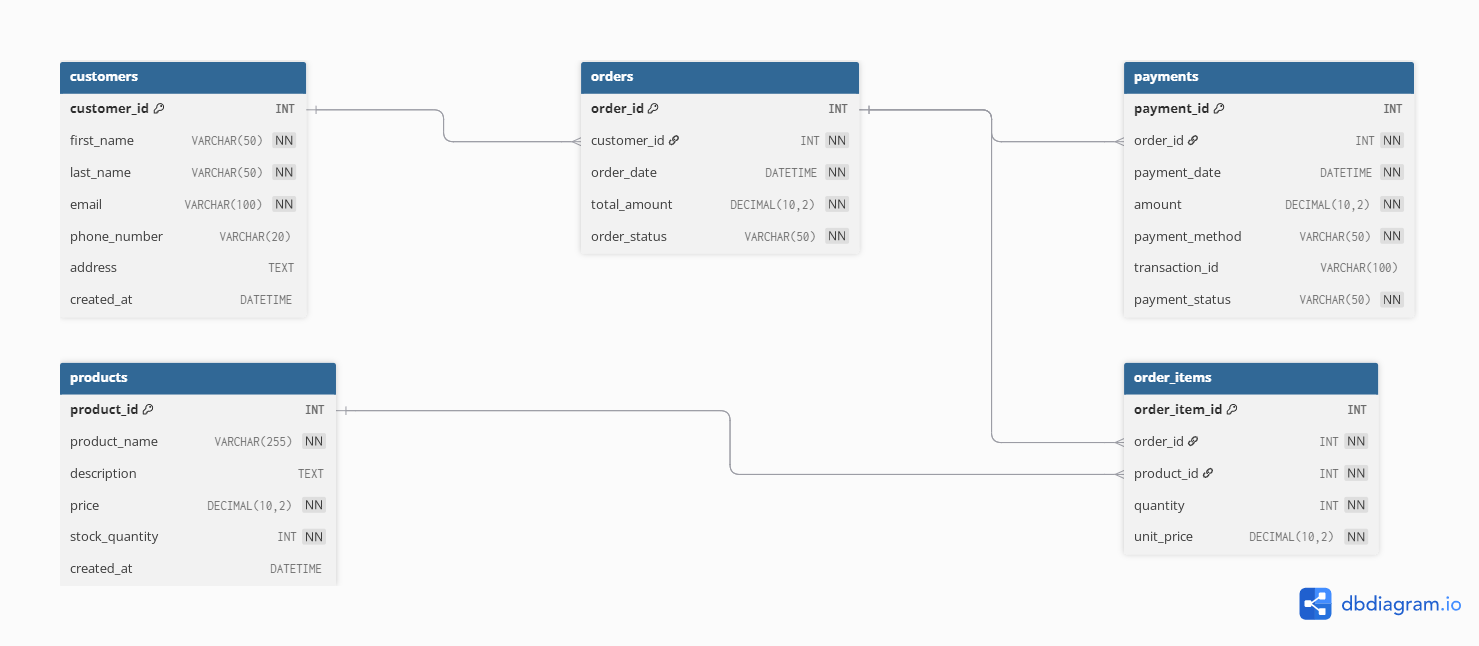 customers
customer_id INT
first_name VARCHAR(50) NN
last_name VARCHAR(50) NN
email VARCHAR(100) NN
phone_number VARCHAR(20)
address TEXT
created_at DATETIME
orders
order_id INT
customer_id INT NN
order_date DATETIME NN
total_amount DECIMAL(10,2) NN
order_status VARCHAR(50) NN
payments
payment_id INT
order_id INT NN
payment_date DATETIME NN
amount DECIMAL(10,2) NN
payment_method VARCHAR(50) NN
transaction_id VARCHAR(100)
payment_status VARCHAR(50) NN
products
product_id INT
product_name VARCHAR(255) NN
description TEXT
price DECIMAL(10,2) NN
stock_quantity INT NN
created_at DATETIME
order_items
order_item_id INT
order_id INT NN
product_id INT NN
quantity INT NN
unit_price DECIMAL(10,2) NN
dbdiagram.io